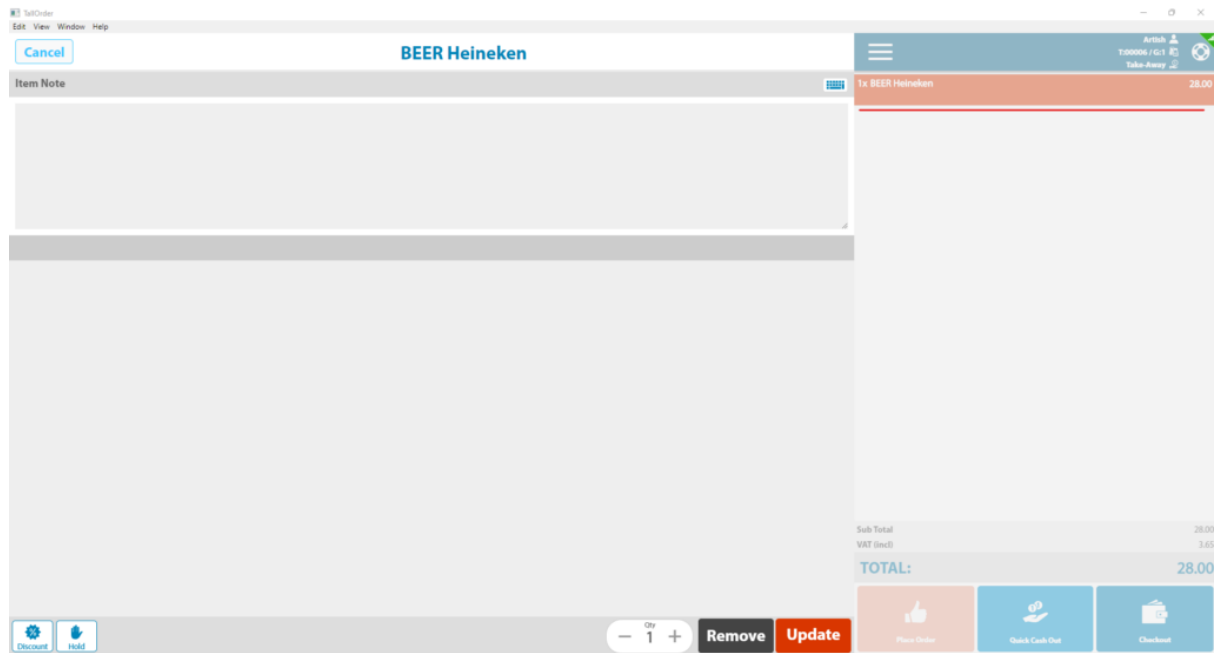 TallOrder
Edit View Window Help
Cancel
BEER Heineken
Artish
T:00006 / G:1
Take-Away
Item Note
1x BEER Heineken 28.00
Sub Total 28.00
VAT (incl) 3.65
TOTAL: 28.00
Discount
Hold
Qty
1
Remove
Update
Place Order
Quick Cash Out
Checkout